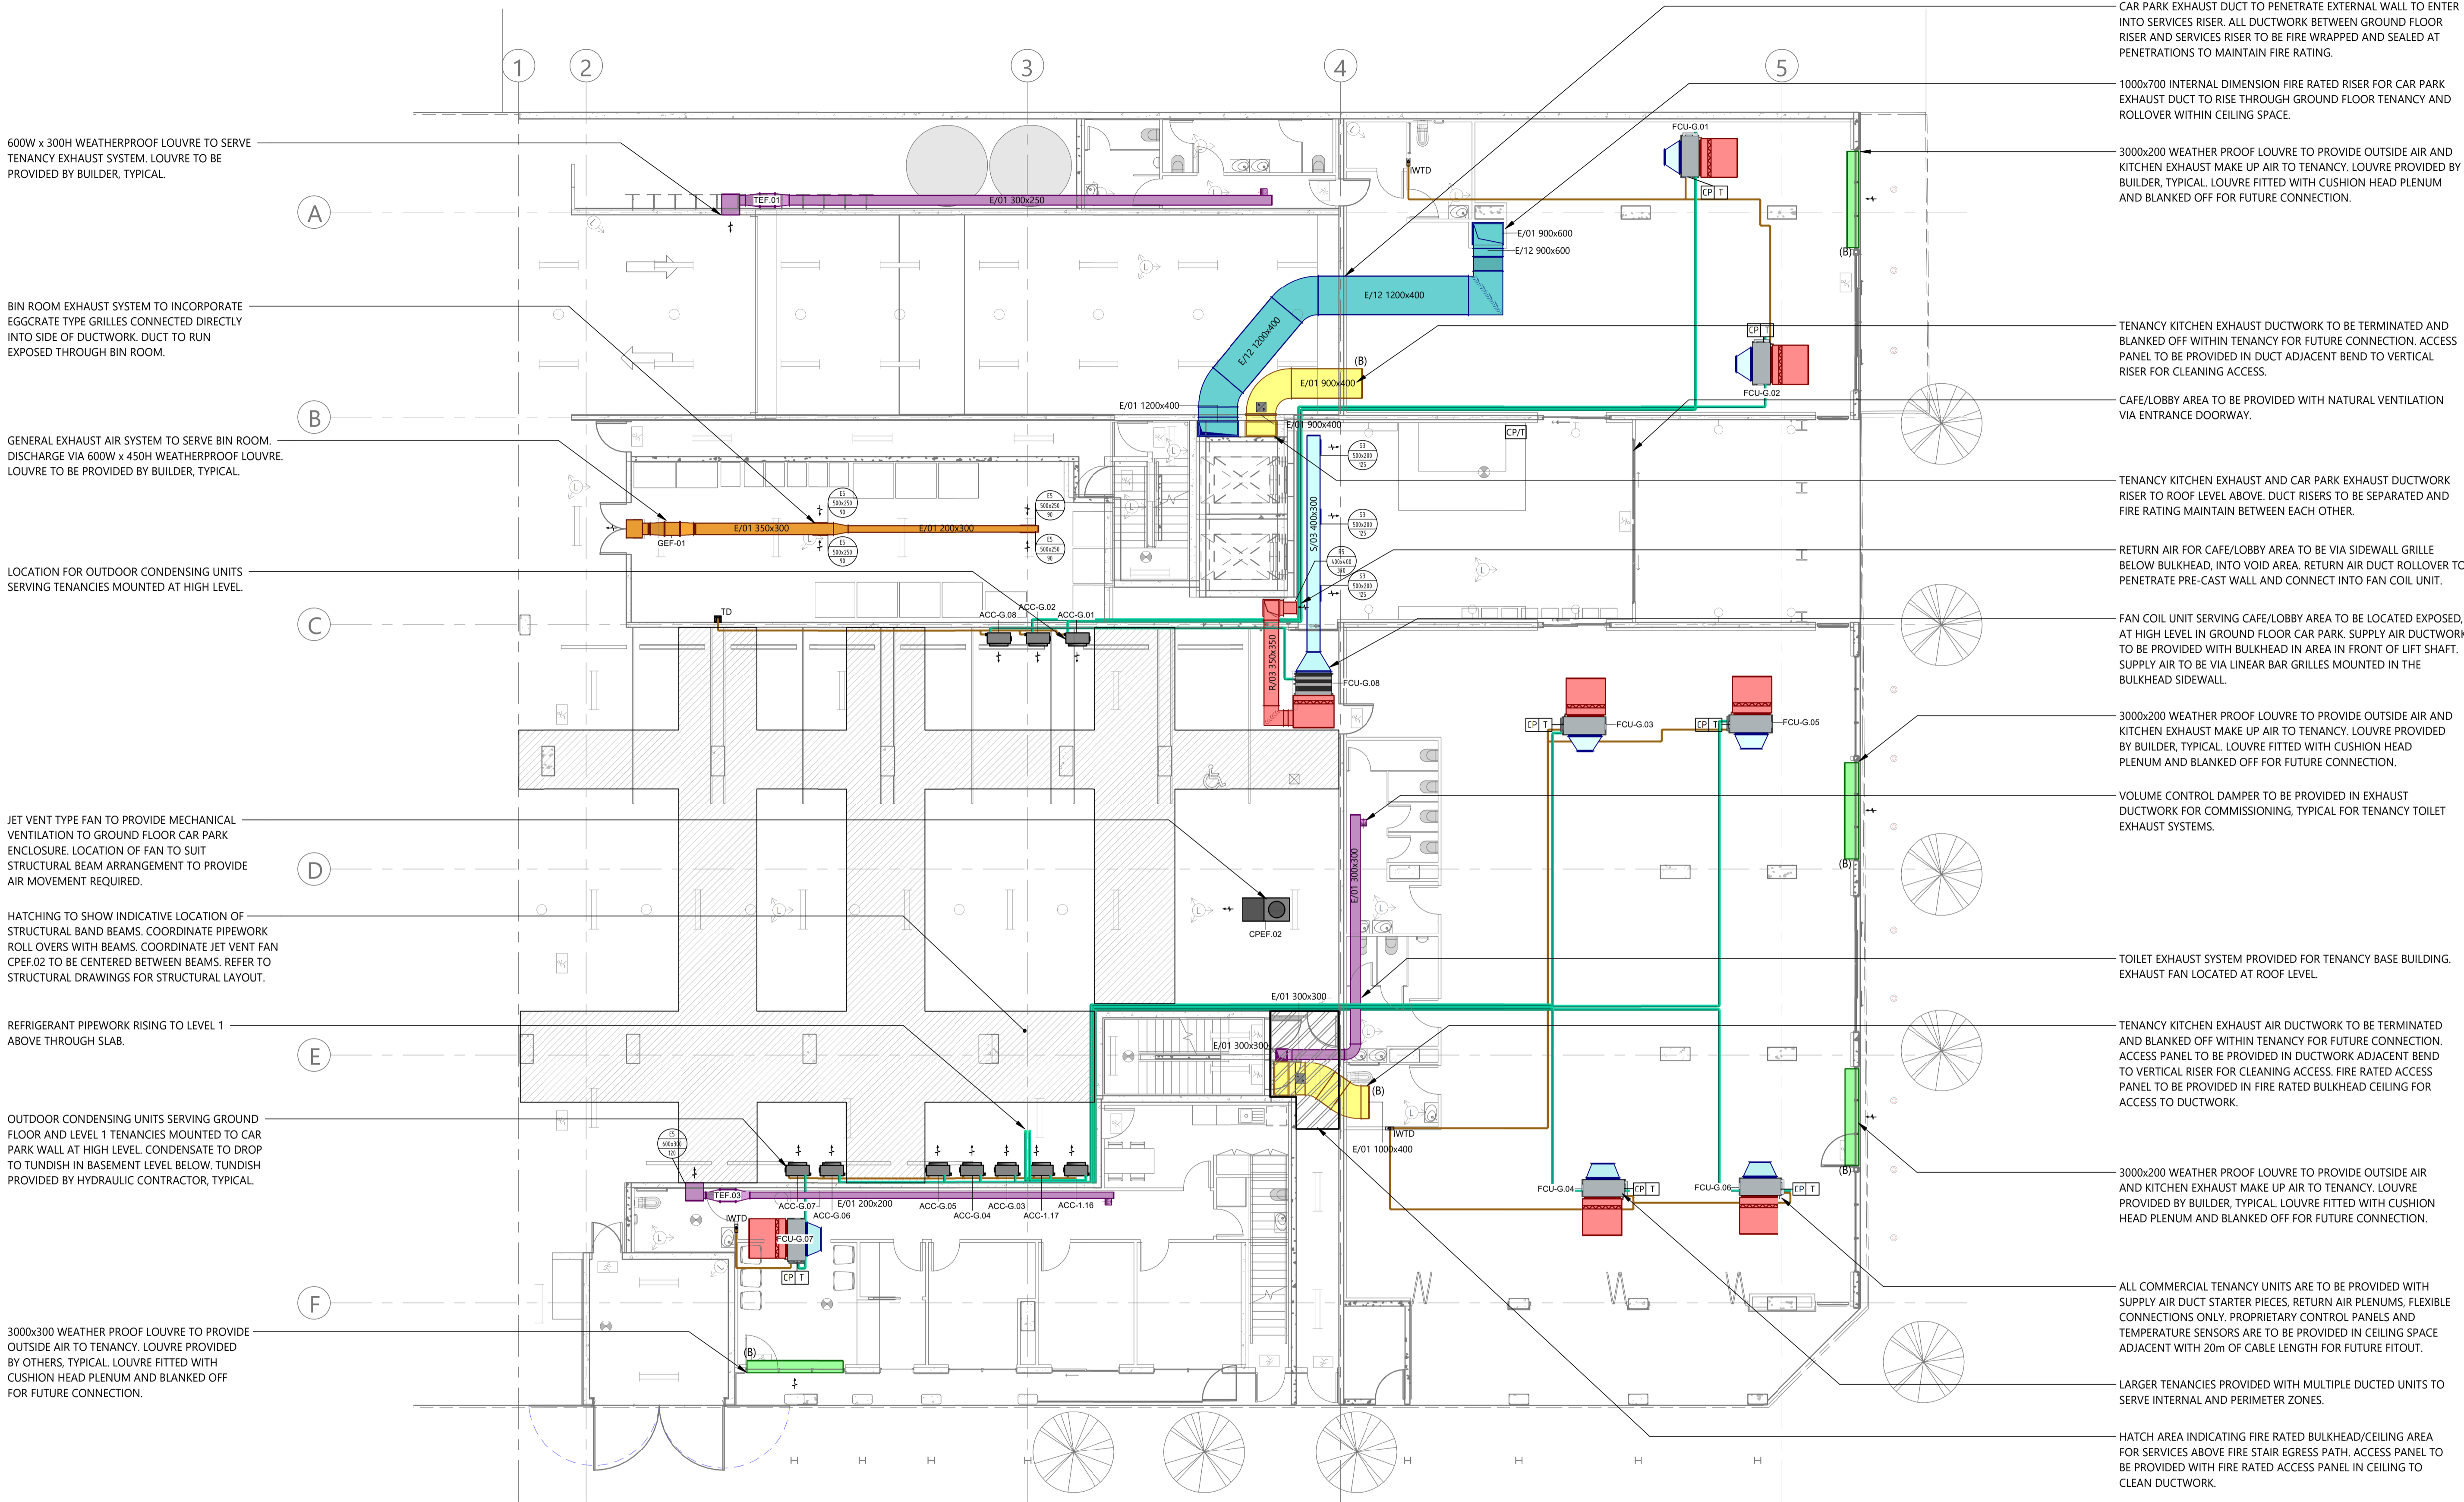 1
2
3
4
5
A
B
C
D
E
F
600W x 300H WEATHERPROOF LOUVRE TO SERVE
TENANCY EXHAUST SYSTEM. LOUVRE TO BE
PROVIDED BY BUILDER, TYPICAL.
BIN ROOM EXHAUST SYSTEM TO INCORPORATE
EGGCRATE TYPE GRILLES CONNECTED DIRECTLY
INTO SIDE OF DUCTWORK. DUCT TO RUN
EXPOSED THROUGH BIN ROOM.
GENERAL EXHAUST AIR SYSTEM TO SERVE BIN ROOM.
DISCHARGE VIA 600W x 450H WEATHERPROOF LOUVRE.
LOUVRE TO BE PROVIDED BY BUILDER, TYPICAL.
LOCATION FOR OUTDOOR CONDENSING UNITS
SERVING TENANCIES MOUNTED AT HIGH LEVEL.
JET VENT TYPE FAN TO PROVIDE MECHANICAL
VENTILATION TO GROUND FLOOR CAR PARK
ENCLOSURE. LOCATION OF FAN TO SUIT
STRUCTURAL BEAM ARRANGEMENT TO PROVIDE
AIR MOVEMENT REQUIRED.
HATCHING TO SHOW INDICATIVE LOCATION OF
STRUCTURAL BAND BEAMS. COORDINATE PIPEWORK
ROLL OVERS WITH BEAMS. COORDINATE JET VENT FAN
CPEF.02 TO BE CENTERED BETWEEN BEAMS. REFER TO
STRUCTURAL DRAWINGS FOR STRUCTURAL LAYOUT.
REFRIGERANT PIPEWORK RISING TO LEVEL 1
ABOVE THROUGH SLAB.
OUTDOOR CONDENSING UNITS SERVING GROUND
FLOOR AND LEVEL 1 TENANCIES MOUNTED TO CAR
PARK WALL AT HIGH LEVEL. CONDENSATE TO DROP
TO TUNDISH IN BASEMENT LEVEL BELOW. TUNDISH
PROVIDED BY HYDRAULIC CONTRACTOR, TYPICAL.
3000x300 WEATHER PROOF LOUVRE TO PROVIDE
OUTSIDE AIR TO TENANCY. LOUVRE PROVIDED
BY OTHERS, TYPICAL. LOUVRE FITTED WITH
CUSHION HEAD PLENUM AND BLANKED OFF
FOR FUTURE CONNECTION.
TEF.01
E/01 300x250
IWTD
FCU-G.01
CP T
(B)
E/01 900x600
E/12 900x600
E/12 1200x400
E/12 1200x400
CP T
FCU-G.02
(B)
E/01 900x400
E/01 1200x400
E/01 900x400
CP/T
S3
500x200
125
S3
500x200
125
S3
500x200
125
R5
400x400
370
S/03 400x300
E5
500x250
90
E5
500x250
90
E5
500x250
90
E5
500x250
90
E/01 350x300
E/01 200x300
GEF-01
TD
ACC-G.08
ACC-G.02
ACC-G.01
R/03 350x350
FCU-G.08
CP T
FCU-G.03
CP T
FCU-G.05
(B)
E/01 300x300
CPEF.02
E/01 300x300
E/01 300x300
(B)
E/01 1000x400
IWTD
E5
600x300
120
TEF.03
E/01 200x200
ACC-G.07
ACC-G.06
ACC-G.05
ACC-G.04
ACC-G.03
ACC-1.17
ACC-1.16
IWTD
FCU-G.07
CP T
(B)
FCU-G.04
CP T
FCU-G.06
CP T
(B)
CAR PARK EXHAUST DUCT TO PENETRATE EXTERNAL WALL TO ENTER
INTO SERVICES RISER. ALL DUCTWORK BETWEEN GROUND FLOOR
RISER AND SERVICES RISER TO BE FIRE WRAPPED AND SEALED AT
PENETRATIONS TO MAINTAIN FIRE RATING.
1000x700 INTERNAL DIMENSION FIRE RATED RISER FOR CAR PARK
EXHAUST DUCT TO RISE THROUGH GROUND FLOOR TENANCY AND
ROLLOVER WITHIN CEILING SPACE.
3000x200 WEATHER PROOF LOUVRE TO PROVIDE OUTSIDE AIR AND
KITCHEN EXHAUST MAKE UP AIR TO TENANCY. LOUVRE PROVIDED BY
BUILDER, TYPICAL. LOUVRE FITTED WITH CUSHION HEAD PLENUM
AND BLANKED OFF FOR FUTURE CONNECTION.
TENANCY KITCHEN EXHAUST DUCTWORK TO BE TERMINATED AND
BLANKED OFF WITHIN TENANCY FOR FUTURE CONNECTION. ACCESS
PANEL TO BE PROVIDED IN DUCT ADJACENT BEND TO VERTICAL
RISER FOR CLEANING ACCESS.
CAFE/LOBBY AREA TO BE PROVIDED WITH NATURAL VENTILATION
VIA ENTRANCE DOORWAY.
TENANCY KITCHEN EXHAUST AND CAR PARK EXHAUST DUCTWORK
RISER TO ROOF LEVEL ABOVE. DUCT RISERS TO BE SEPARATED AND
FIRE RATING MAINTAIN BETWEEN EACH OTHER.
RETURN AIR FOR CAFE/LOBBY AREA TO BE VIA SIDEWALL GRILLE
BELOW BULKHEAD, INTO VOID AREA. RETURN AIR DUCT ROLLOVER TO
PENETRATE PRE-CAST WALL AND CONNECT INTO FAN COIL UNIT.
FAN COIL UNIT SERVING CAFE/LOBBY AREA TO BE LOCATED EXPOSED,
AT HIGH LEVEL IN GROUND FLOOR CAR PARK. SUPPLY AIR DUCTWORK
TO BE PROVIDED WITH BULKHEAD IN AREA IN FRONT OF LIFT SHAFT.
SUPPLY AIR TO BE VIA LINEAR BAR GRILLES MOUNTED IN THE
BULKHEAD SIDEWALL.
3000x200 WEATHER PROOF LOUVRE TO PROVIDE OUTSIDE AIR AND
KITCHEN EXHAUST MAKE UP AIR TO TENANCY. LOUVRE PROVIDED
BY BUILDER, TYPICAL. LOUVRE FITTED WITH CUSHION HEAD
PLENUM AND BLANKED OFF FOR FUTURE CONNECTION.
VOLUME CONTROL DAMPER TO BE PROVIDED IN EXHAUST
DUCTWORK FOR COMMISSIONING, TYPICAL FOR TENANCY TOILET
EXHAUST SYSTEMS.
TOILET EXHAUST SYSTEM PROVIDED FOR TENANCY BASE BUILDING.
EXHAUST FAN LOCATED AT ROOF LEVEL.
TENANCY KITCHEN EXHAUST AIR DUCTWORK TO BE TERMINATED
AND BLANKED OFF WITHIN TENANCY FOR FUTURE CONNECTION.
ACCESS PANEL TO BE PROVIDED IN DUCTWORK ADJACENT BEND
TO VERTICAL RISER FOR CLEANING ACCESS. FIRE RATED ACCESS
PANEL TO BE PROVIDED IN FIRE RATED BULKHEAD CEILING FOR
ACCESS TO DUCTWORK.
3000x200 WEATHER PROOF LOUVRE TO PROVIDE OUTSIDE AIR
AND KITCHEN EXHAUST MAKE UP AIR TO TENANCY. LOUVRE
PROVIDED BY BUILDER, TYPICAL. LOUVRE FITTED WITH CUSHION
HEAD PLENUM AND BLANKED OFF FOR FUTURE CONNECTION.
ALL COMMERCIAL TENANCY UNITS ARE TO BE PROVIDED WITH
SUPPLY AIR DUCT STARTER PIECES, RETURN AIR PLENUMS, FLEXIBLE
CONNECTIONS ONLY. PROPRIETARY CONTROL PANELS AND
TEMPERATURE SENSORS ARE TO BE PROVIDED IN CEILING SPACE
ADJACENT WITH 20m OF CABLE LENGTH FOR FUTURE FITOUT.
LARGER TENANCIES PROVIDED WITH MULTIPLE DUCTED UNITS TO
SERVE INTERNAL AND PERIMETER ZONES.
HATCH AREA INDICATING FIRE RATED BULKHEAD/CEILING AREA
FOR SERVICES ABOVE FIRE STAIR EGRESS PATH. ACCESS PANEL TO
BE PROVIDED WITH FIRE RATED ACCESS PANEL IN CEILING TO
CLEAN DUCTWORK.